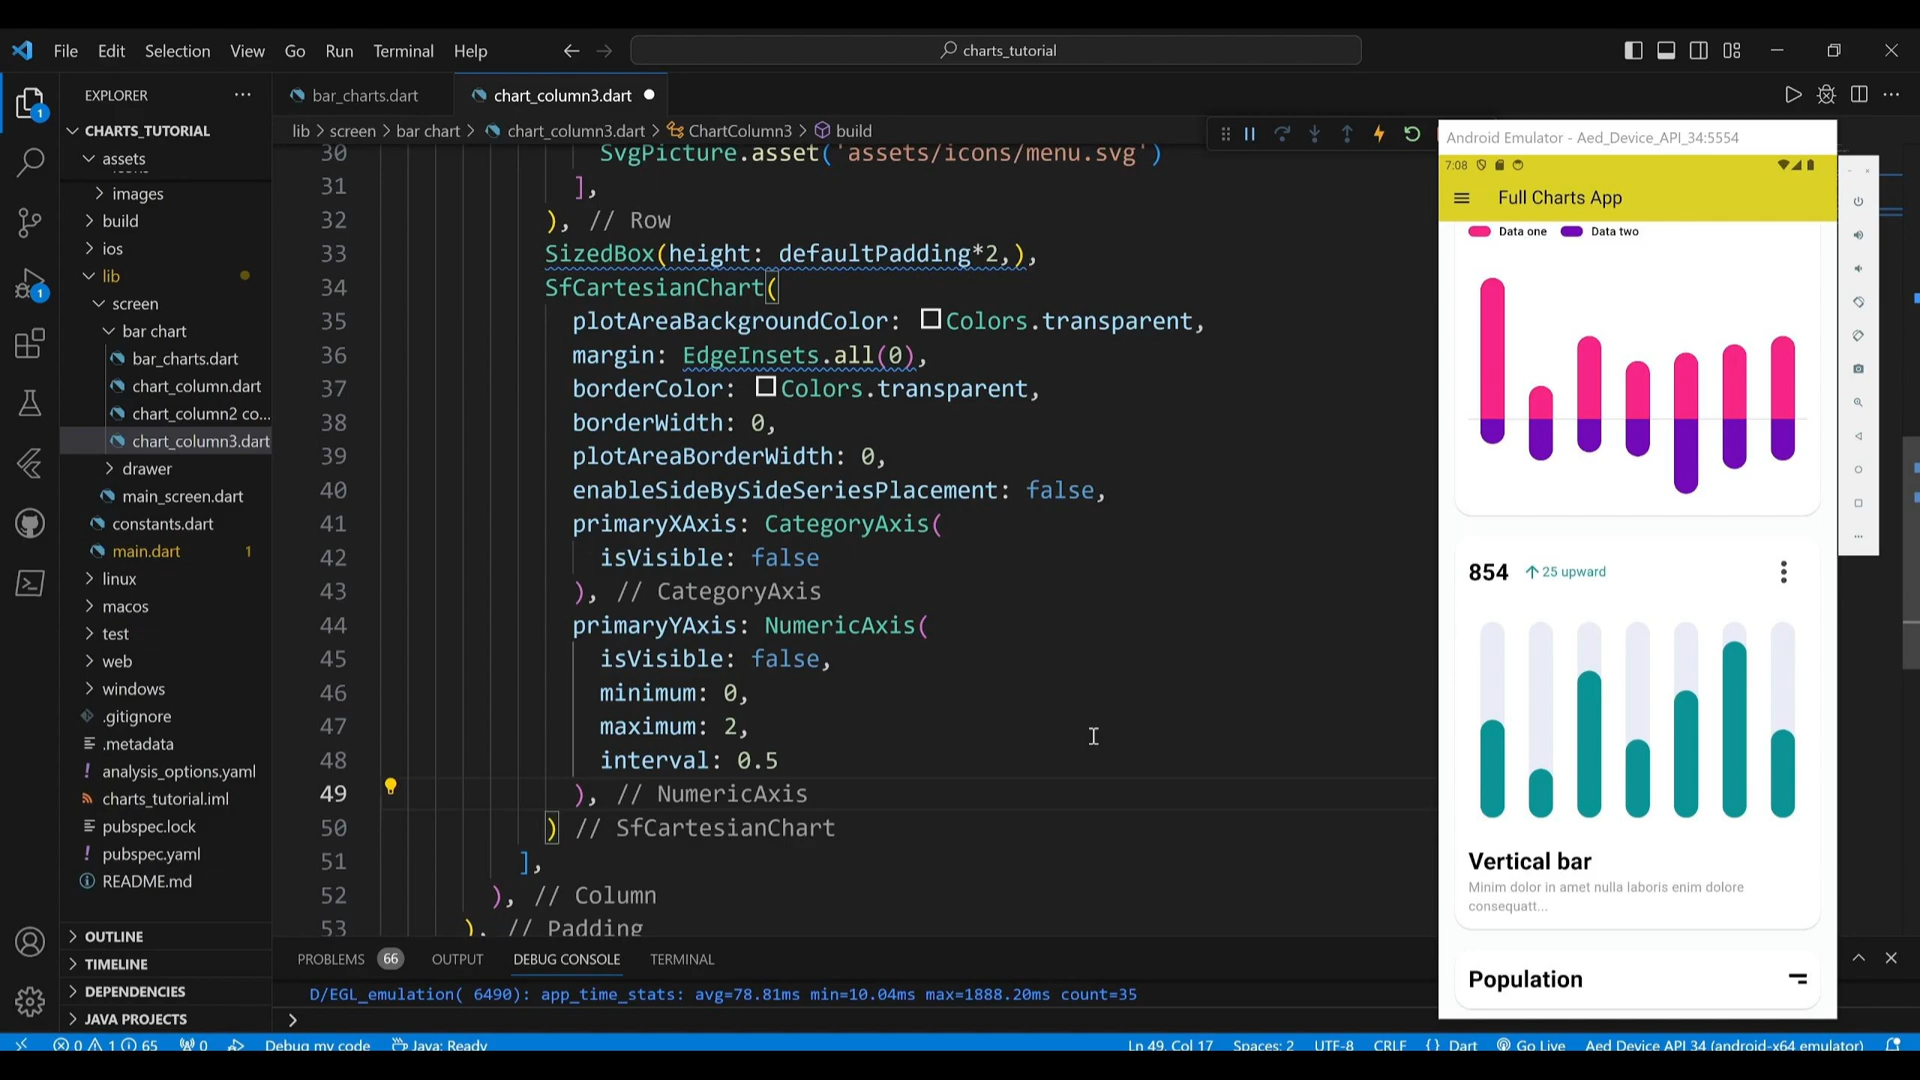 File Edit Selection View Go Run Terminal Help
charts_tutorial
EXPLORER
bar_charts.dart
chart_column3.dart
CHARTS_TUTORIAL
lib > screen > bar chart > chart_column3.dart > ChartColumn3 > build
assets
images
build
ios
lib
screen
bar chart
bar_charts.dart
chart_column.dart
chart_column2 co...
chart_column3.dart
drawer
main_screen.dart
constants.dart
main.dart 1
linux
macos
test
web
windows
.gitignore
.metadata
analysis_options.yaml
charts_tutorial.iml
pubspec.lock
pubspec.yaml
README.md
OUTLINE
TIMELINE
DEPENDENCIES
JAVA PROJECTS
1
1
30 SvgPicture.asset('assets/icons/menu.svg')
31 ],
32 ), // Row
33 SizedBox(height: defaultPadding*2,),
34 SfCartesianChart(
35 plotAreaBackgroundColor: Colors.transparent,
36 margin: EdgeInsets.all(0),
37 borderColor: Colors.transparent,
38 borderWidth: 0,
39 plotAreaBorderWidth: 0,
40 enableSideBySideSeriesPlacement: false,
41 primaryXAxis: CategoryAxis(
42 isVisible: false
43 ), // CategoryAxis
44 primaryYAxis: NumericAxis(
45 isVisible: false,
46 minimum: 0,
47 maximum: 2,
48 interval: 0.5
49 ), // NumericAxis
50 ) // SfCartesianChart
51 ],
52 ), // Column
53 ), // Padding
PROBLEMS 66 OUTPUT DEBUG CONSOLE TERMINAL
D/EGL_emulation( 6490): app_time_stats: avg=78.81ms min=10.04ms max=1888.20ms count=35
>
Android Emulator - Aed_Device_API_34:5554
7:08
Full Charts App
Data one Data two
854 25 upward
Vertical bar
Minim dolor in amet nulla laboris enim dolore
consequatt...
Population
0 1 65 0 Debug my code Java: Ready Ln 49, Col 17 Spaces: 2 UTF-8 CRLF {} Dart Go Live Aed Device API 34 (android-x64 emulator)